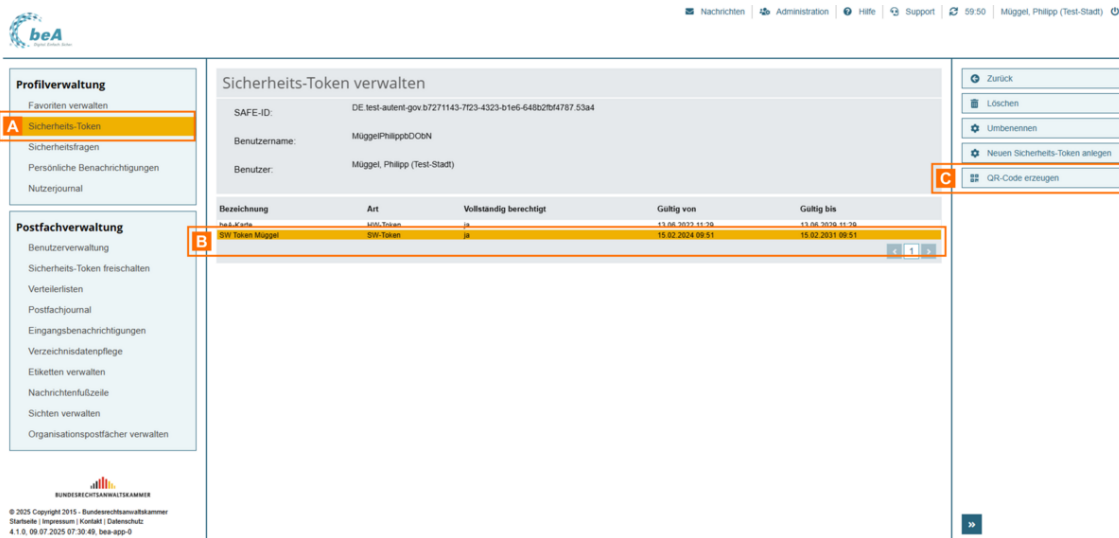 Nachrichten | Administration | Hilfe | Support | 59:50 | Müggel, Philipp (Test-Stadt)
beA
Profilverwaltung
Favoriten verwalten
A Sicherheits-Token
Sicherheitsfragen
Persönliche Benachrichtigungen
Nutzerjournal
Postfachverwaltung
Benutzerverwaltung
Sicherheits-Token freischalten
Verteilerlisten
Postfachjournal
Eingangsbenachrichtigungen
Verzeichnisdatenpflege
Etiketten verwalten
Nachrichtenfußzeile
Sichten verwalten
Organisationspostfächer verwalten
BUNDESRECHTSANWALTSKAMMER
© 2025 Copyright 2015 - Bundesrechtsanwaltskammer
Startseite | Impressum | Kontakt | Datenschutz
4.1.0, 09.07.2025 07:30:49, bea-app-0
Sicherheits-Token verwalten
SAFE-ID: DE.test-autent-gov.b7271143-7f23-4323-b1e6-648b2fbf4787.53a4
Benutzername: MüggelPhilippbDObN
Benutzer: Müggel, Philipp (Test-Stadt)
Bezeichnung Art Vollständig berechtigt Gültig von Gültig bis
beA-Karte HW-Token ja 13.06.2022 11:29 13.06.2029 11:29
B SW Token Müggel SW-Token ja 15.02.2024 09:51 15.02.2031 09:51
< 1 >
Zurück
Löschen
Umbenennen
Neuen Sicherheits-Token anlegen
C QR-Code erzeugen
»